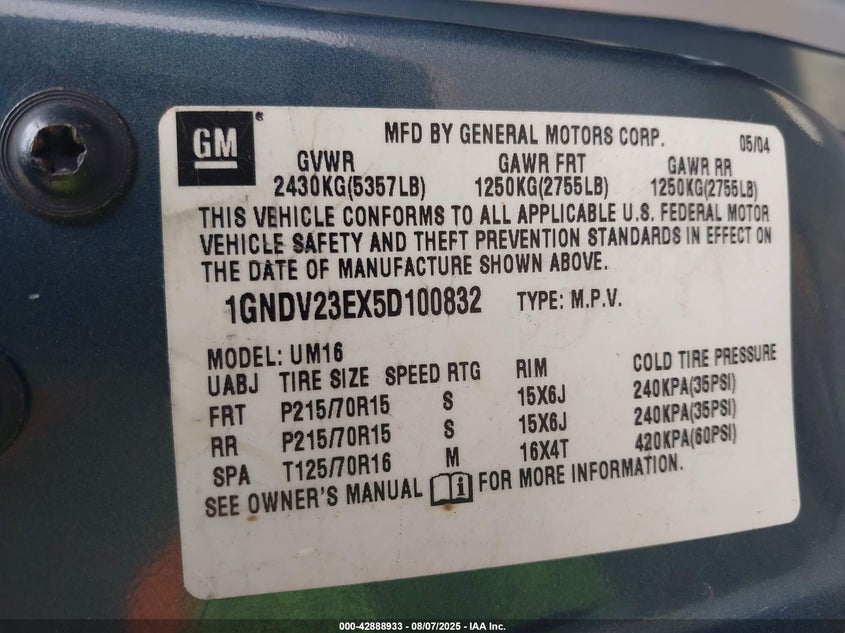 GM ® MFD BY GENERAL MOTORS CORP. 05/04
GVWR GAWR FRT GAWR RR
2430KG(5357LB) 1250KG(2755LB) 1250KG(2755LB)
THIS VEHICLE CONFORMS TO ALL APPLICABLE U.S. FEDERAL MOTOR
VEHICLE SAFETY AND THEFT PREVENTION STANDARDS IN EFFECT ON
THE DATE OF MANUFACTURE SHOWN ABOVE.
1GNDV23EX5D100832 TYPE: M.P.V.
MODEL: UM16
UABJ TIRE SIZE SPEED RTG RIM COLD TIRE PRESSURE
FRT P215/70R15 S 15X6J 240KPA(35PSI)
RR P215/70R15 S 15X6J 240KPA(35PSI)
SPA T125/70R16 M 16X4T 420KPA(60PSI)
SEE OWNER'S MANUAL i FOR MORE INFORMATION.
000-42888933 - 08/07/2025 - IAA Inc.